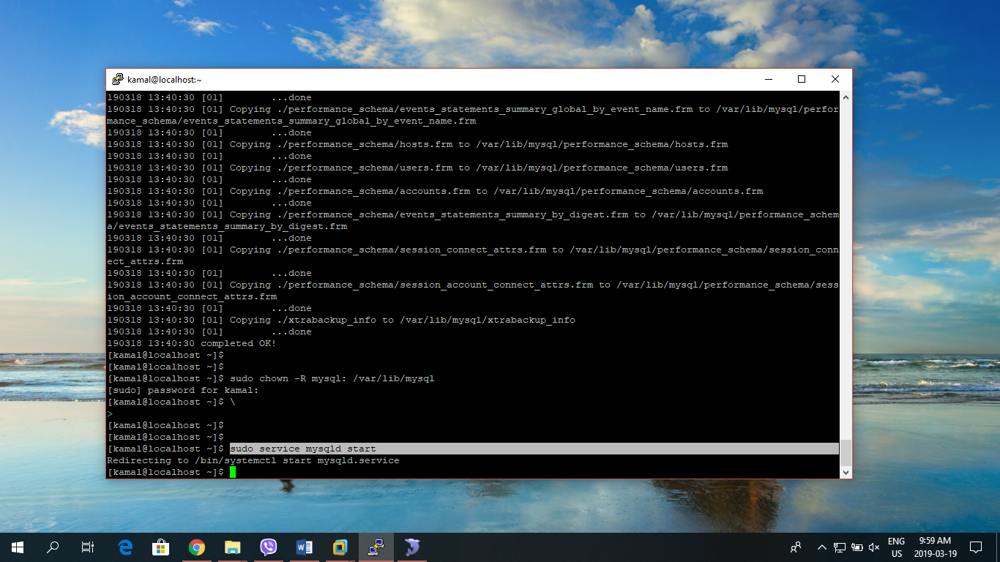 kamal@localhost:~
190318 13:40:30 [01]        ...done
190318 13:40:30 [01] Copying ./performance_schema/events_statements_summary_global_by_event_name.frm to /var/lib/mysql/perfor
mance_schema/events_statements_summary_global_by_event_name.frm
190318 13:40:30 [01]        ...done
190318 13:40:30 [01] Copying ./performance_schema/hosts.frm to /var/lib/mysql/performance_schema/hosts.frm
190318 13:40:30 [01]        ...done
190318 13:40:30 [01] Copying ./performance_schema/users.frm to /var/lib/mysql/performance_schema/users.frm
190318 13:40:30 [01]        ...done
190318 13:40:30 [01] Copying ./performance_schema/accounts.frm to /var/lib/mysql/performance_schema/accounts.frm
190318 13:40:30 [01]        ...done
190318 13:40:30 [01] Copying ./performance_schema/events_statements_summary_by_digest.frm to /var/lib/mysql/performance_schem
a/events_statements_summary_by_digest.frm
190318 13:40:30 [01]        ...done
190318 13:40:30 [01] Copying ./performance_schema/session_connect_attrs.frm to /var/lib/mysql/performance_schema/session_conn
ect_attrs.frm
190318 13:40:30 [01]        ...done
190318 13:40:30 [01] Copying ./performance_schema/session_account_connect_attrs.frm to /var/lib/mysql/performance_schema/sess
ion_account_connect_attrs.frm
190318 13:40:30 [01]        ...done
190318 13:40:30 [01] Copying ./xtrabackup_info to /var/lib/mysql/xtrabackup_info
190318 13:40:30 [01]        ...done
190318 13:40:30 completed OK!
[kamal@localhost ~]$
[kamal@localhost ~]$
[kamal@localhost ~]$ sudo chown -R mysql: /var/lib/mysql
[sudo] password for kamal:
[kamal@localhost ~]$ \
>
[kamal@localhost ~]$
[kamal@localhost ~]$
[kamal@localhost ~]$ sudo service mysqld start
Redirecting to /bin/systemctl start mysqld.service
[kamal@localhost ~]$
ENG
US
9:59 AM
2019-03-19